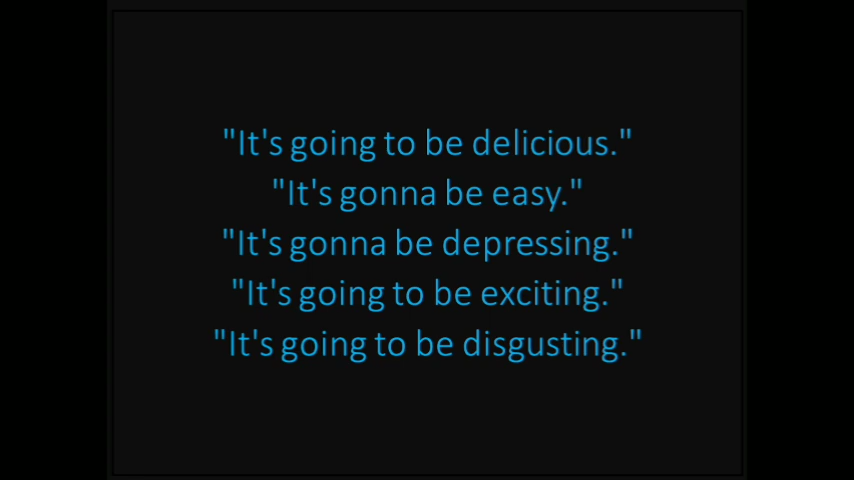 "It's going to be delicious."
"It's gonna be easy."
"It's gonna be depressing."
"It's going to be exciting."
"It's going to be disgusting."